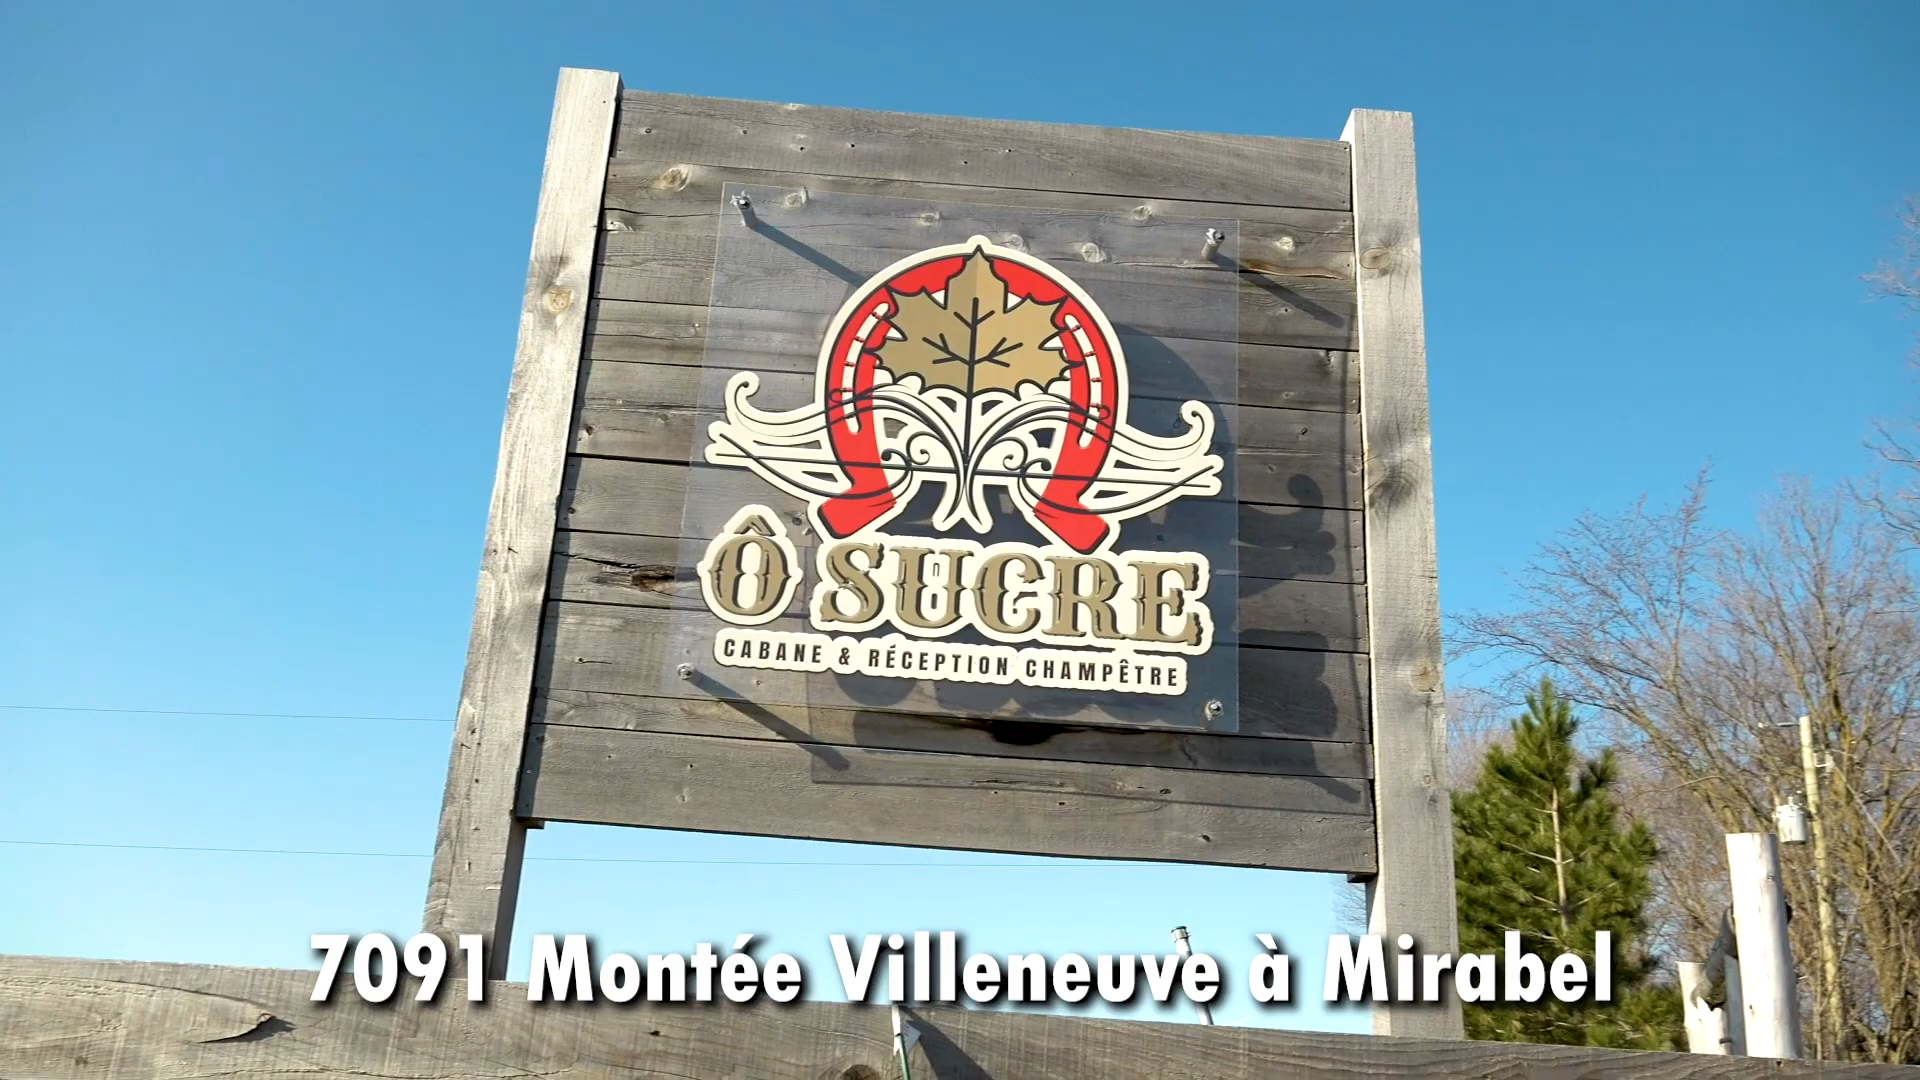 Ô SUCRE
CABANE & RÉCEPTION CHAMPÊTRE
7091 Montée Villeneuve à Mirabel